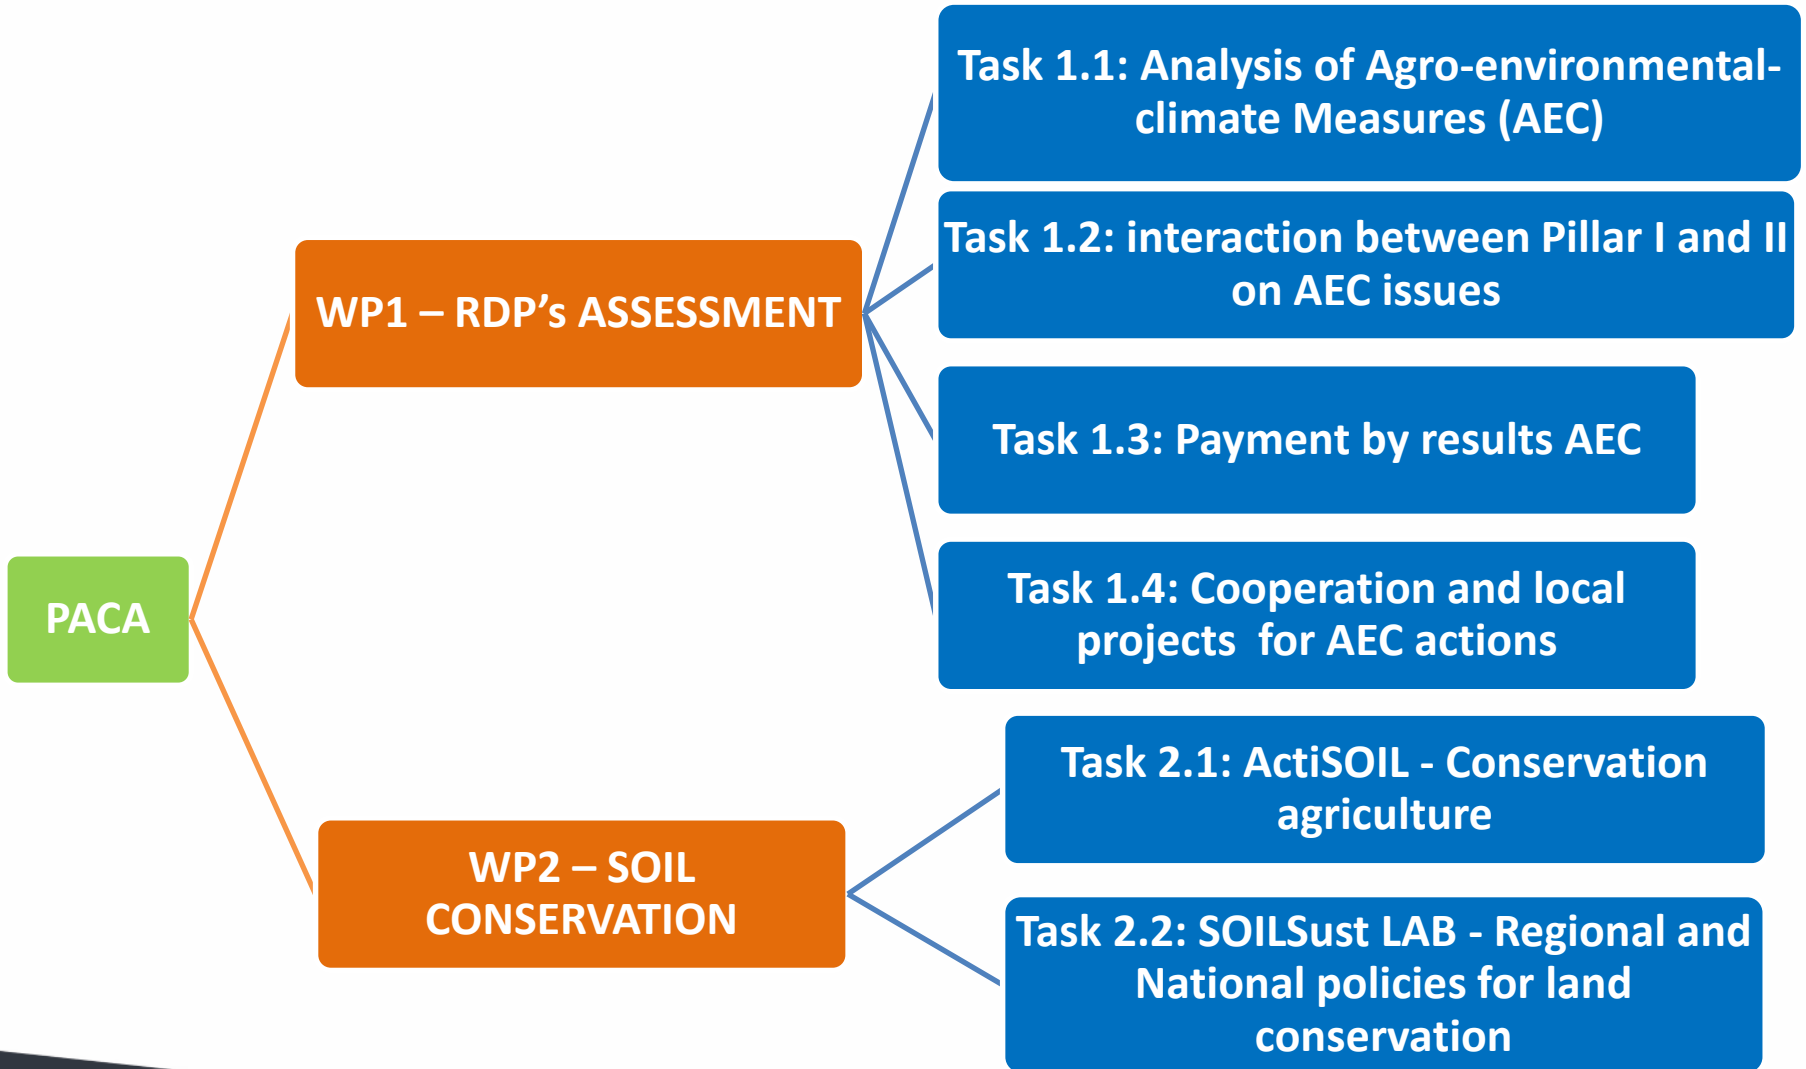 Task 1.1: Analysis of Agro-environmental-
climate Measures (AEC)
Task 1.2: interaction between Pillar I and II
on AEC issues
WP1 – RDP’s ASSESSMENT
Task 1.3: Payment by results AEC
Task 1.4: Cooperation and local
projects  for AEC actions
PACA
Task 2.1: ActiSOIL - Conservation
agriculture
WP2 – SOIL
CONSERVATION
Task 2.2: SOILSust LAB - Regional and
National policies for land
conservation